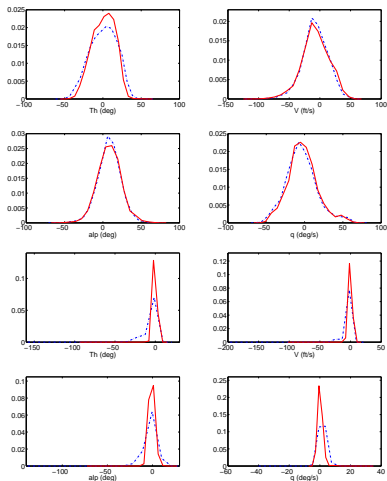 0.025 0.02 0.015 0.01 0.005 0
−100 −50 0 50 100
Th (deg)
0.02 0.015 0.01 0.005 0
−150 −100 −50 0 50 100
V (ft/s)
0.03 0.025 0.02 0.015 0.01 0.005 0
−100 −50 0 50 100
alp (deg)
0.025 0.02 0.015 0.01 0.005 0
−100 −50 0 50 100
q (deg/s)
0.1 0.05 0
−150 −100 −50 0
Th (deg)
0.12 0.1 0.08 0.06 0.04 0.02 0
−200 −150 −100 −50 0 50
V (ft/s)
0.1 0.08 0.06 0.04 0.02 0
−150 −100 −50 0
alp (deg)
0.25 0.2 0.15 0.1 0.05 0
−60 −40 −20 0 20 40
q (deg/s)